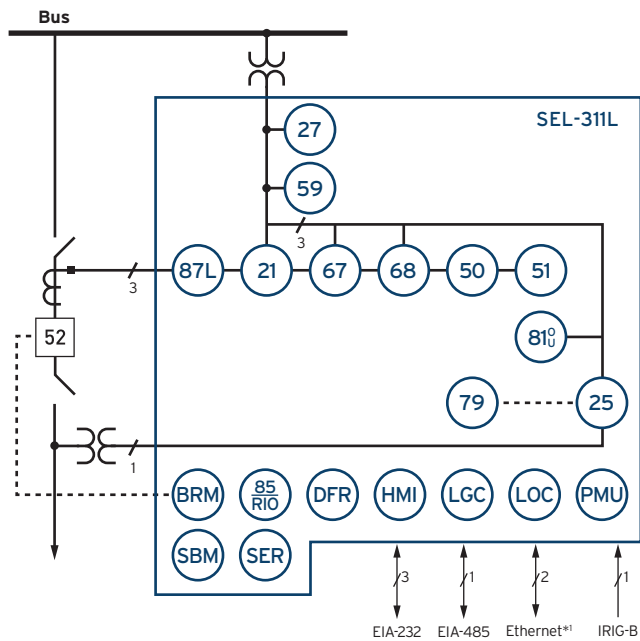 Bus
SEL-311L
27
59
3
3
87L
21
67
68
50
51
52
81 O
U
79
25
1
BRM
85
RIO
DFR
HMI
LGC
LOC
PMU
SBM
SER
3
1
2
1
EIA-232
EIA-485
Ethernet*1
IRIG-B